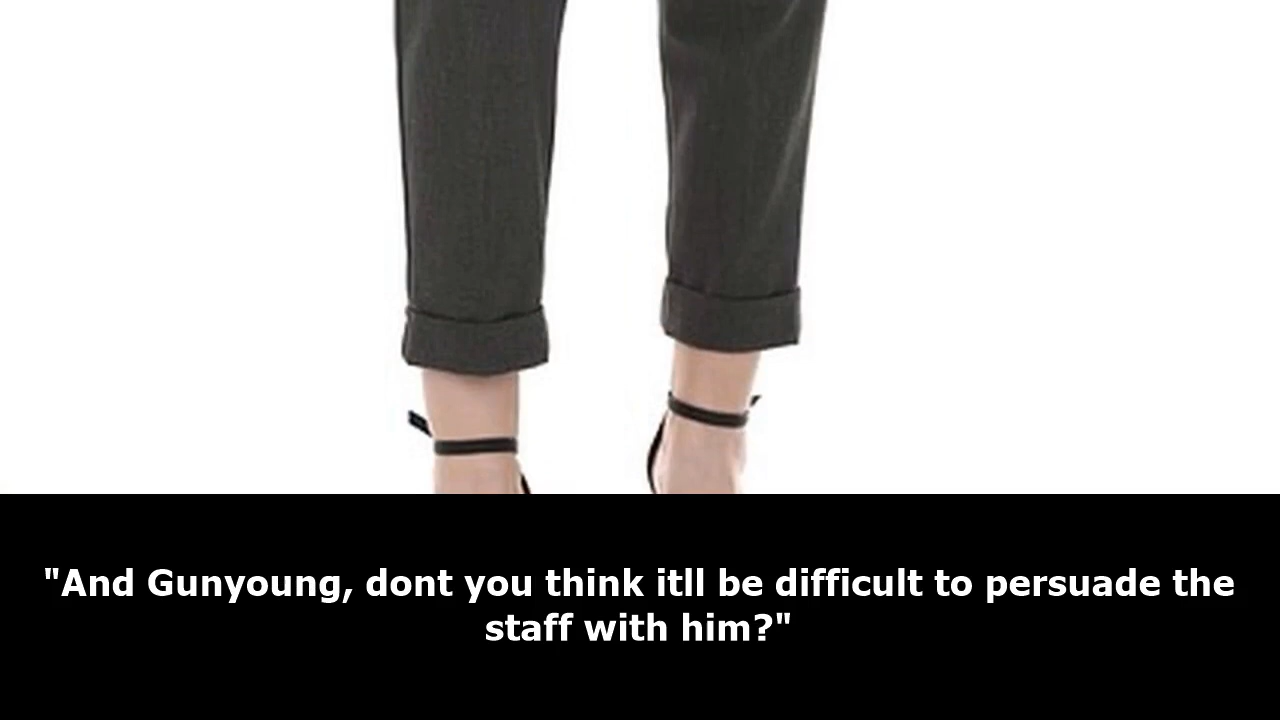 "And Gunyoung, dont you think itll be difficult to persuade the
staff with him?"